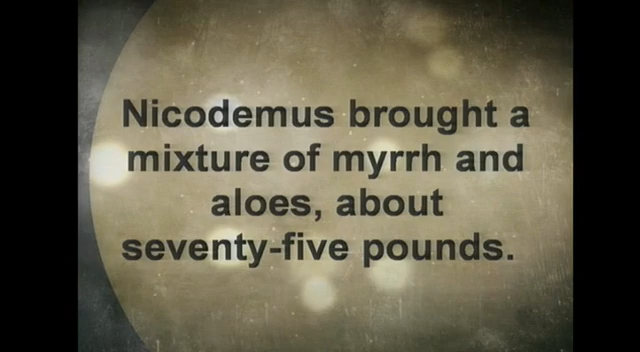 Nicodemus brought a
mixture of myrrh and
aloes, about
seventy-five pounds.